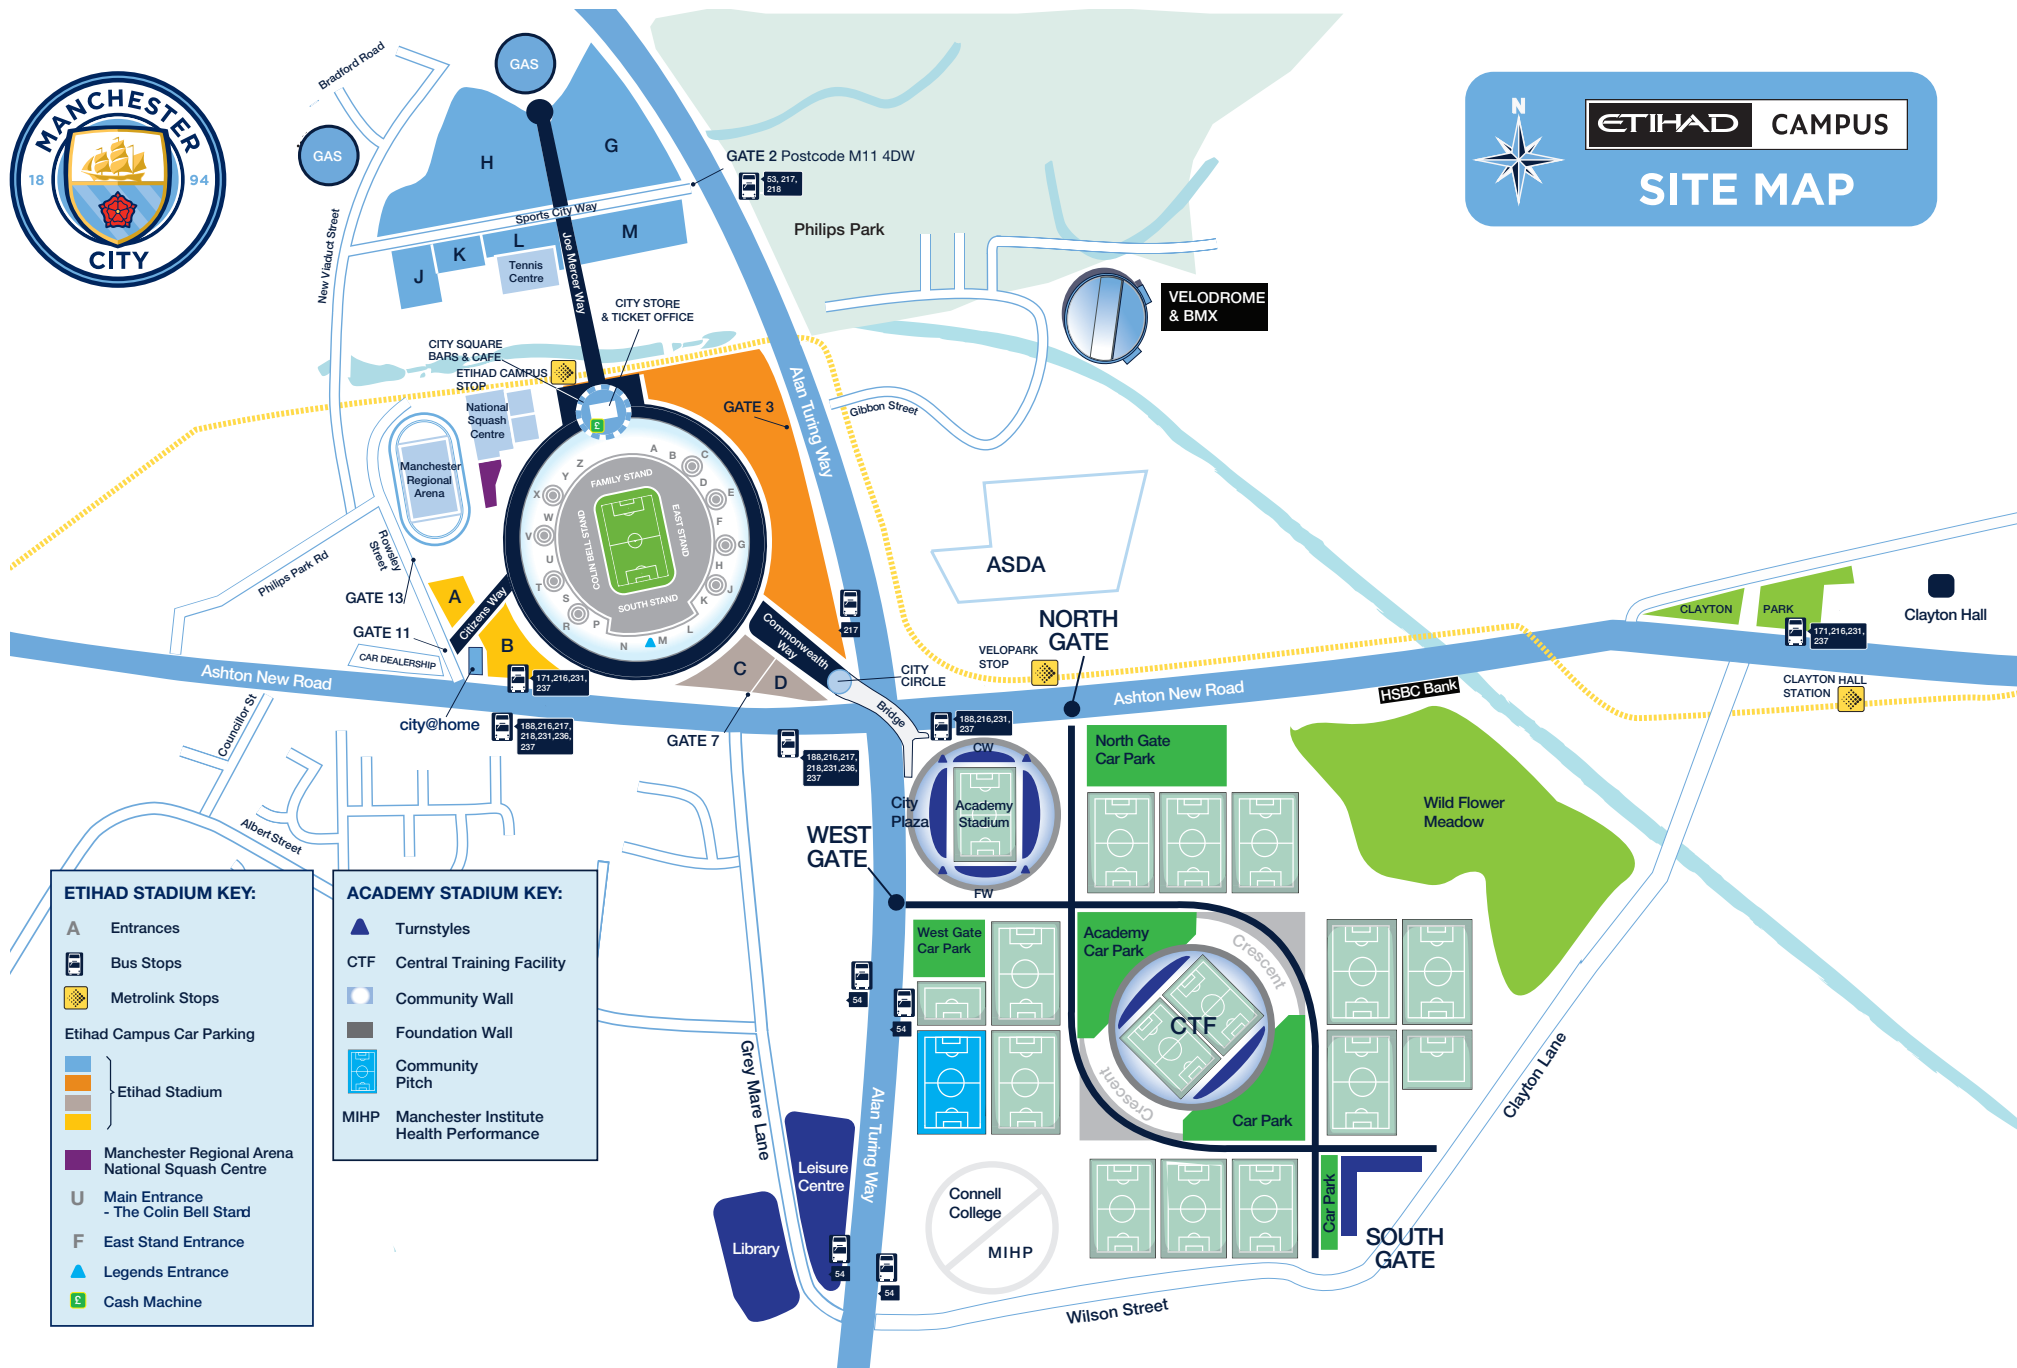 MANCHESTER
18
94
CITY
Bradford Road
GAS
GAS
H
G
GATE 2 Postcode M11 4DW
53, 217,
218
N
ETIHAD CAMPUS
SITE MAP
Sports City Way
New Viaduct Street
J
K
L
M
Tennis
Centre
Joe Mercer Way
Philips Park
VELODROME
& BMX
CITY STORE
& TICKET OFFICE
CITY SQUARE
BARS & CAFE
ETIHAD CAMPUS
STOP
National
Squash
Centre
Manchester
Regional
Arena
GATE 3
Alan Turing Way
Gibbon Street
A
B
C
D
E
F
G
H
J
K
L
M
N
P
R
S
T
U
V
W
X
Y
Z
£
FAMILY STAND
EAST STAND
SOUTH STAND
COLIN BELL STAND
ASDA
Rowsley
Street
Philips Park Rd
GATE 13
GATE 11
CAR DEALERSHIP
A
Citizens Way
B
C
D
Commonwealth
Way
217
CITY
CIRCLE
Bridge
VELOPARK
STOP
NORTH
GATE
CLAYTON
PARK
Clayton Hall
171,216,231,
237
CLAYTON HALL
STATION
HSBC Bank
Ashton New Road
Ashton New Road
171,216,231,
237
city@home
188,216,217,
218,231,236,
237
GATE 7
188,216,217,
218,231,236,
237
188,216,231,
237
Councillor St
Albert Street
CW
Academy
Stadium
FW
City
Plaza
WEST
GATE
North Gate
Car Park
Wild Flower
Meadow
West Gate
Car Park
Academy
Car Park
Crescent
CTF
Crescent
Car Park
54
54
Grey Mare Lane
Alan Turing Way
Clayton Lane
Leisure
Centre
Library
54
54
Connell
College
MIHP
Car Park
SOUTH
GATE
Wilson Street
ETIHAD STADIUM KEY:
A Entrances
Bus Stops
Metrolink Stops
Etihad Campus Car Parking
Etihad Stadium
Manchester Regional Arena
National Squash Centre
U Main Entrance
- The Colin Bell Stand
F East Stand Entrance
Legends Entrance
£ Cash Machine
ACADEMY STADIUM KEY:
Turnstyles
CTF Central Training Facility
Community Wall
Foundation Wall
Community
Pitch
MIHP Manchester Institute
Health Performance